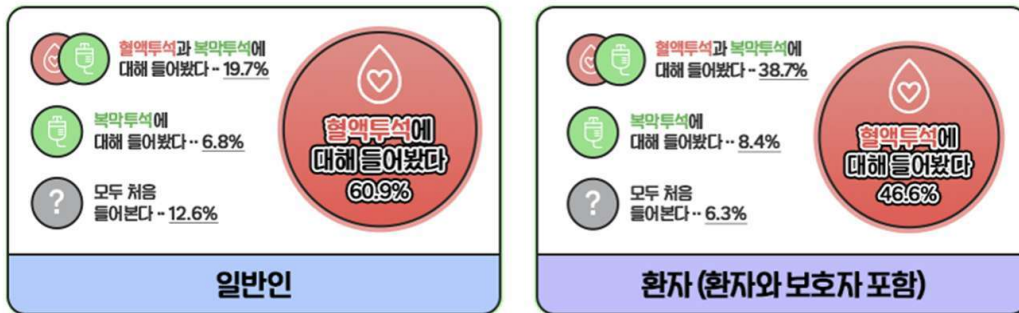 혈액투석과 복막투석에
대해 들어봤다 -- 19.7%
복막투석에
대해 들어봤다 -- 6.8%
?
모두 처음
들어본다 -- 12.6%
혈액투석에
대해 들어봤다
60.9%
일반인
혈액투석과 복막투석에
대해 들어봤다 -- 38.7%
복막투석에
대해 들어봤다 -- 8.4%
?
모두 처음
들어본다 -- 6.3%
혈액투석에
대해 들어봤다
46.6%
환자 (환자와 보호자 포함)